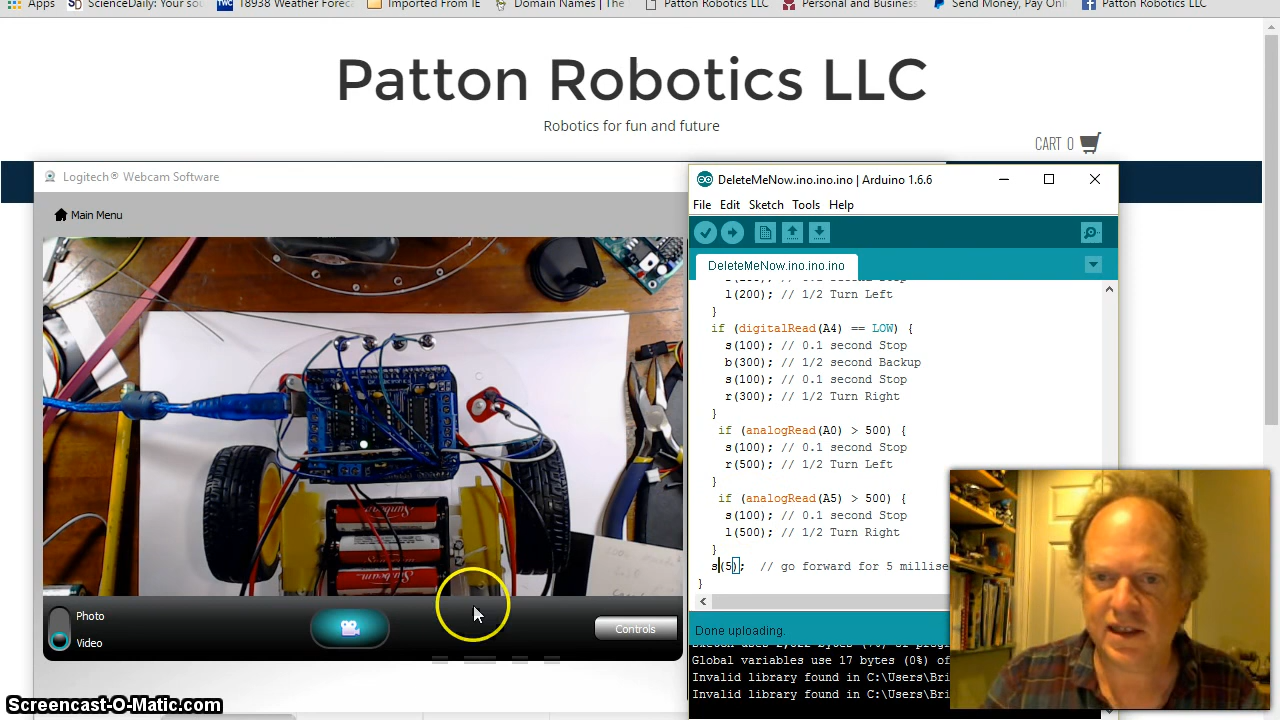 Apps ScienceDaily: Your sou 18938 Weather Foreca Imported From IE Domain Names | The Patton Robotics LLC Personal and Business Send Money, Pay Onl Patton Robotics LLC
Patton Robotics LLC
Robotics for fun and future
CART 0
Logitech® Webcam Software
Main Menu
Photo
Video
Controls
DeleteMeNow.ino.ino.ino | Arduino 1.6.6
File Edit Sketch Tools Help
DeleteMeNow.ino.ino.ino
l(200); // 1/2 Turn Left
}
if (digitalRead(A4) == LOW) {
s(100); // 0.1 second Stop
b(300); // 1/2 second Backup
s(100); // 0.1 second Stop
r(300); // 1/2 Turn Right
}
if (analogRead(A0) > 500) {
s(100); // 0.1 second Stop
r(500); // 1/2 Turn Left
}
if (analogRead(A5) > 500) {
s(100); // 0.1 second Stop
l(500); // 1/2 Turn Right
}
s(5); // go forward for 5 millise
}
Done uploading.
Global variables use 17 bytes (0%) of
Invalid library found in C:\Users\Bri
Invalid library found in C:\Users\Bri
Sunbeam
Sunbeam
Sunbeam
Screencast-O-Matic.com